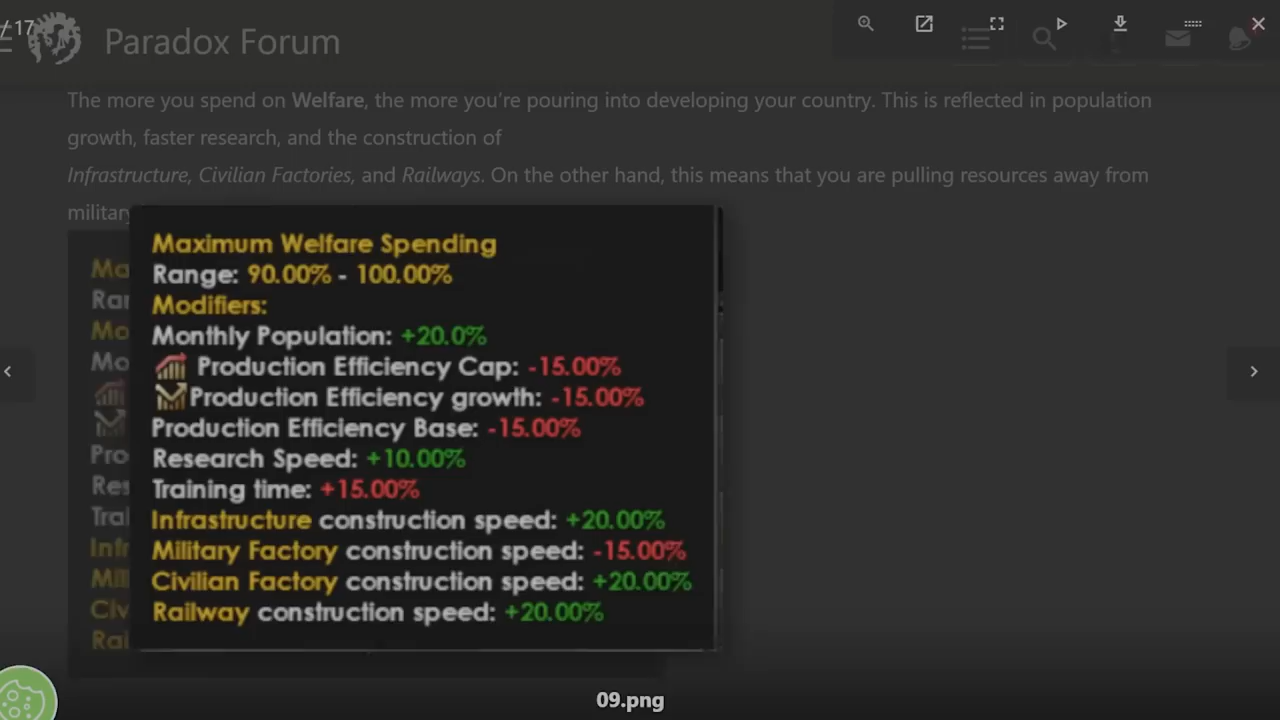 / 17
Paradox Forum
The more you spend on Welfare, the more you're pouring into developing your country. This is reflected in population
growth, faster research, and the construction of
Infrastructure, Civilian Factories, and Railways. On the other hand, this means that you are pulling resources away from
military
Maximum Welfare Spending
Range: 90.00% - 100.00%
Modifiers:
Monthly Population: +20.0%
Production Efficiency Cap: -15.00%
Production Efficiency growth: -15.00%
Production Efficiency Base: -15.00%
Research Speed: +10.00%
Training time: +15.00%
Infrastructure construction speed: +20.00%
Military Factory construction speed: -15.00%
Civilian Factory construction speed: +20.00%
Railway construction speed: +20.00%
09.png